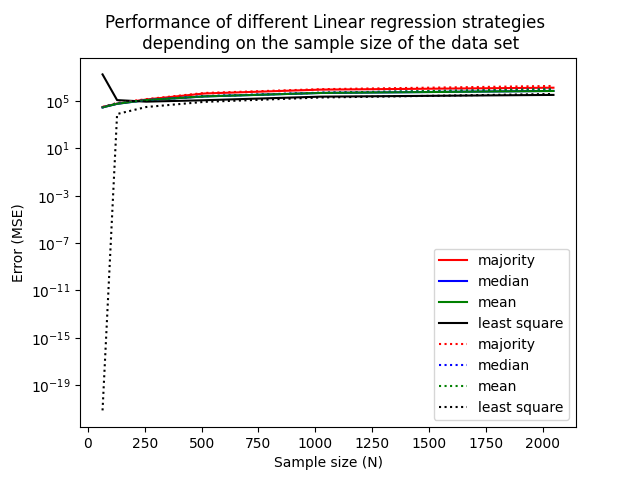 Performance of different Linear regression strategies
depending on the sample size of the data set
Error (MSE)
10^5
10^1
10^−3
10^−7
10^−11
10^−15
10^−19
majority
median
mean
least square
majority
median
mean
least square
0 250 500 750 1000 1250 1500 1750 2000
Sample size (N)